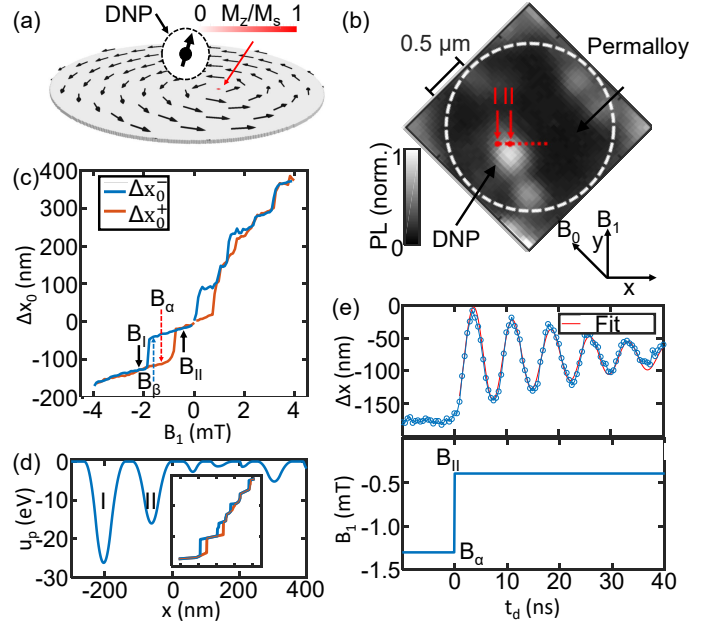 (a)
DNP
0 M_z/M_s 1
(b)
0.5 μm
Permalloy
I II
1
PL (norm.)
0
DNP
B_0
B_1
y
x
(c)
400
300
200
100
0
-100
-200
Δx_0 (nm)
Δx_0^-
Δx_0^+
B_α
B_I
B_β
B_II
-4 -2 0 2 4
B_1 (mT)
(d)
0
-10
-20
-30
u_p (eV)
I II
-200 0 200 400
x (nm)
(e)
0
-50
-100
-150
Δx (nm)
Fit
-0.5
-1.0
-1.5
B_1 (mT)
B_II
B_α
0 10 20 30 40
t_d (ns)